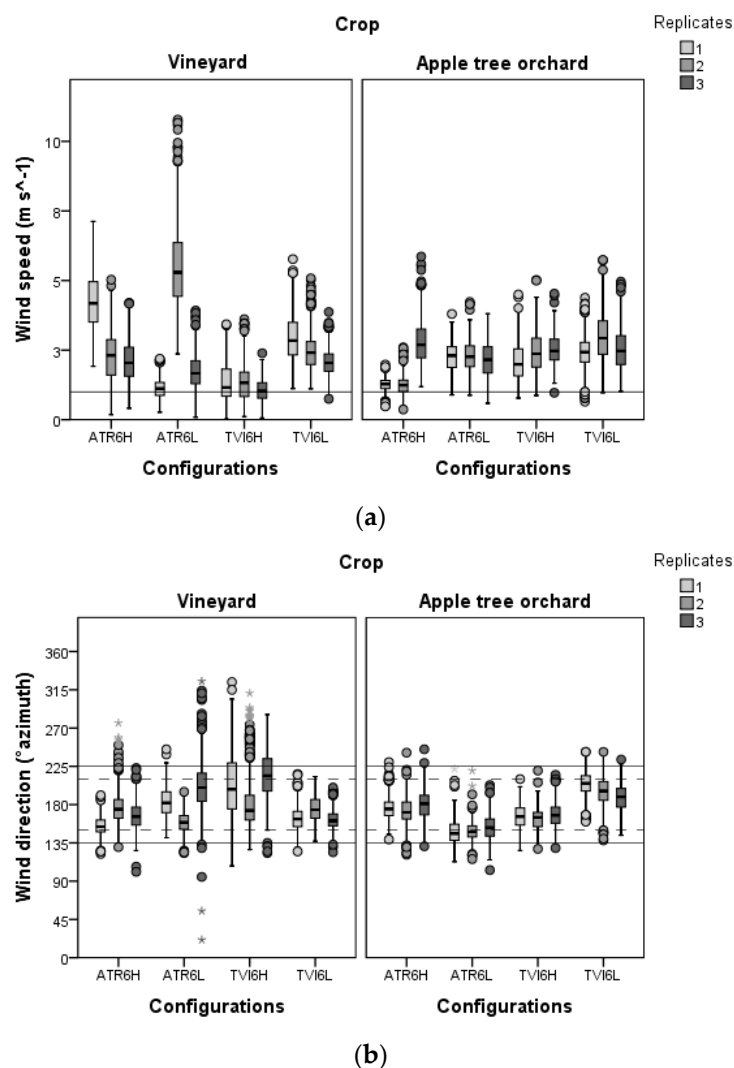 Crop
Replicates
Vineyard
Apple tree orchard
1
2
3
Wind speed (m s^-1)
10
8
5
3
0
ATR6H
ATR6L
TVI6H
TVI6L
ATR6H
ATR6L
TVI6H
TVI6L
Configurations
Configurations
(a)
Crop
Replicates
Vineyard
Apple tree orchard
1
2
3
Wind direction (°azimuth)
360
315
270
225
180
135
90
45
0
ATR6H
ATR6L
TVI6H
TVI6L
ATR6H
ATR6L
TVI6H
TVI6L
Configurations
Configurations
(b)